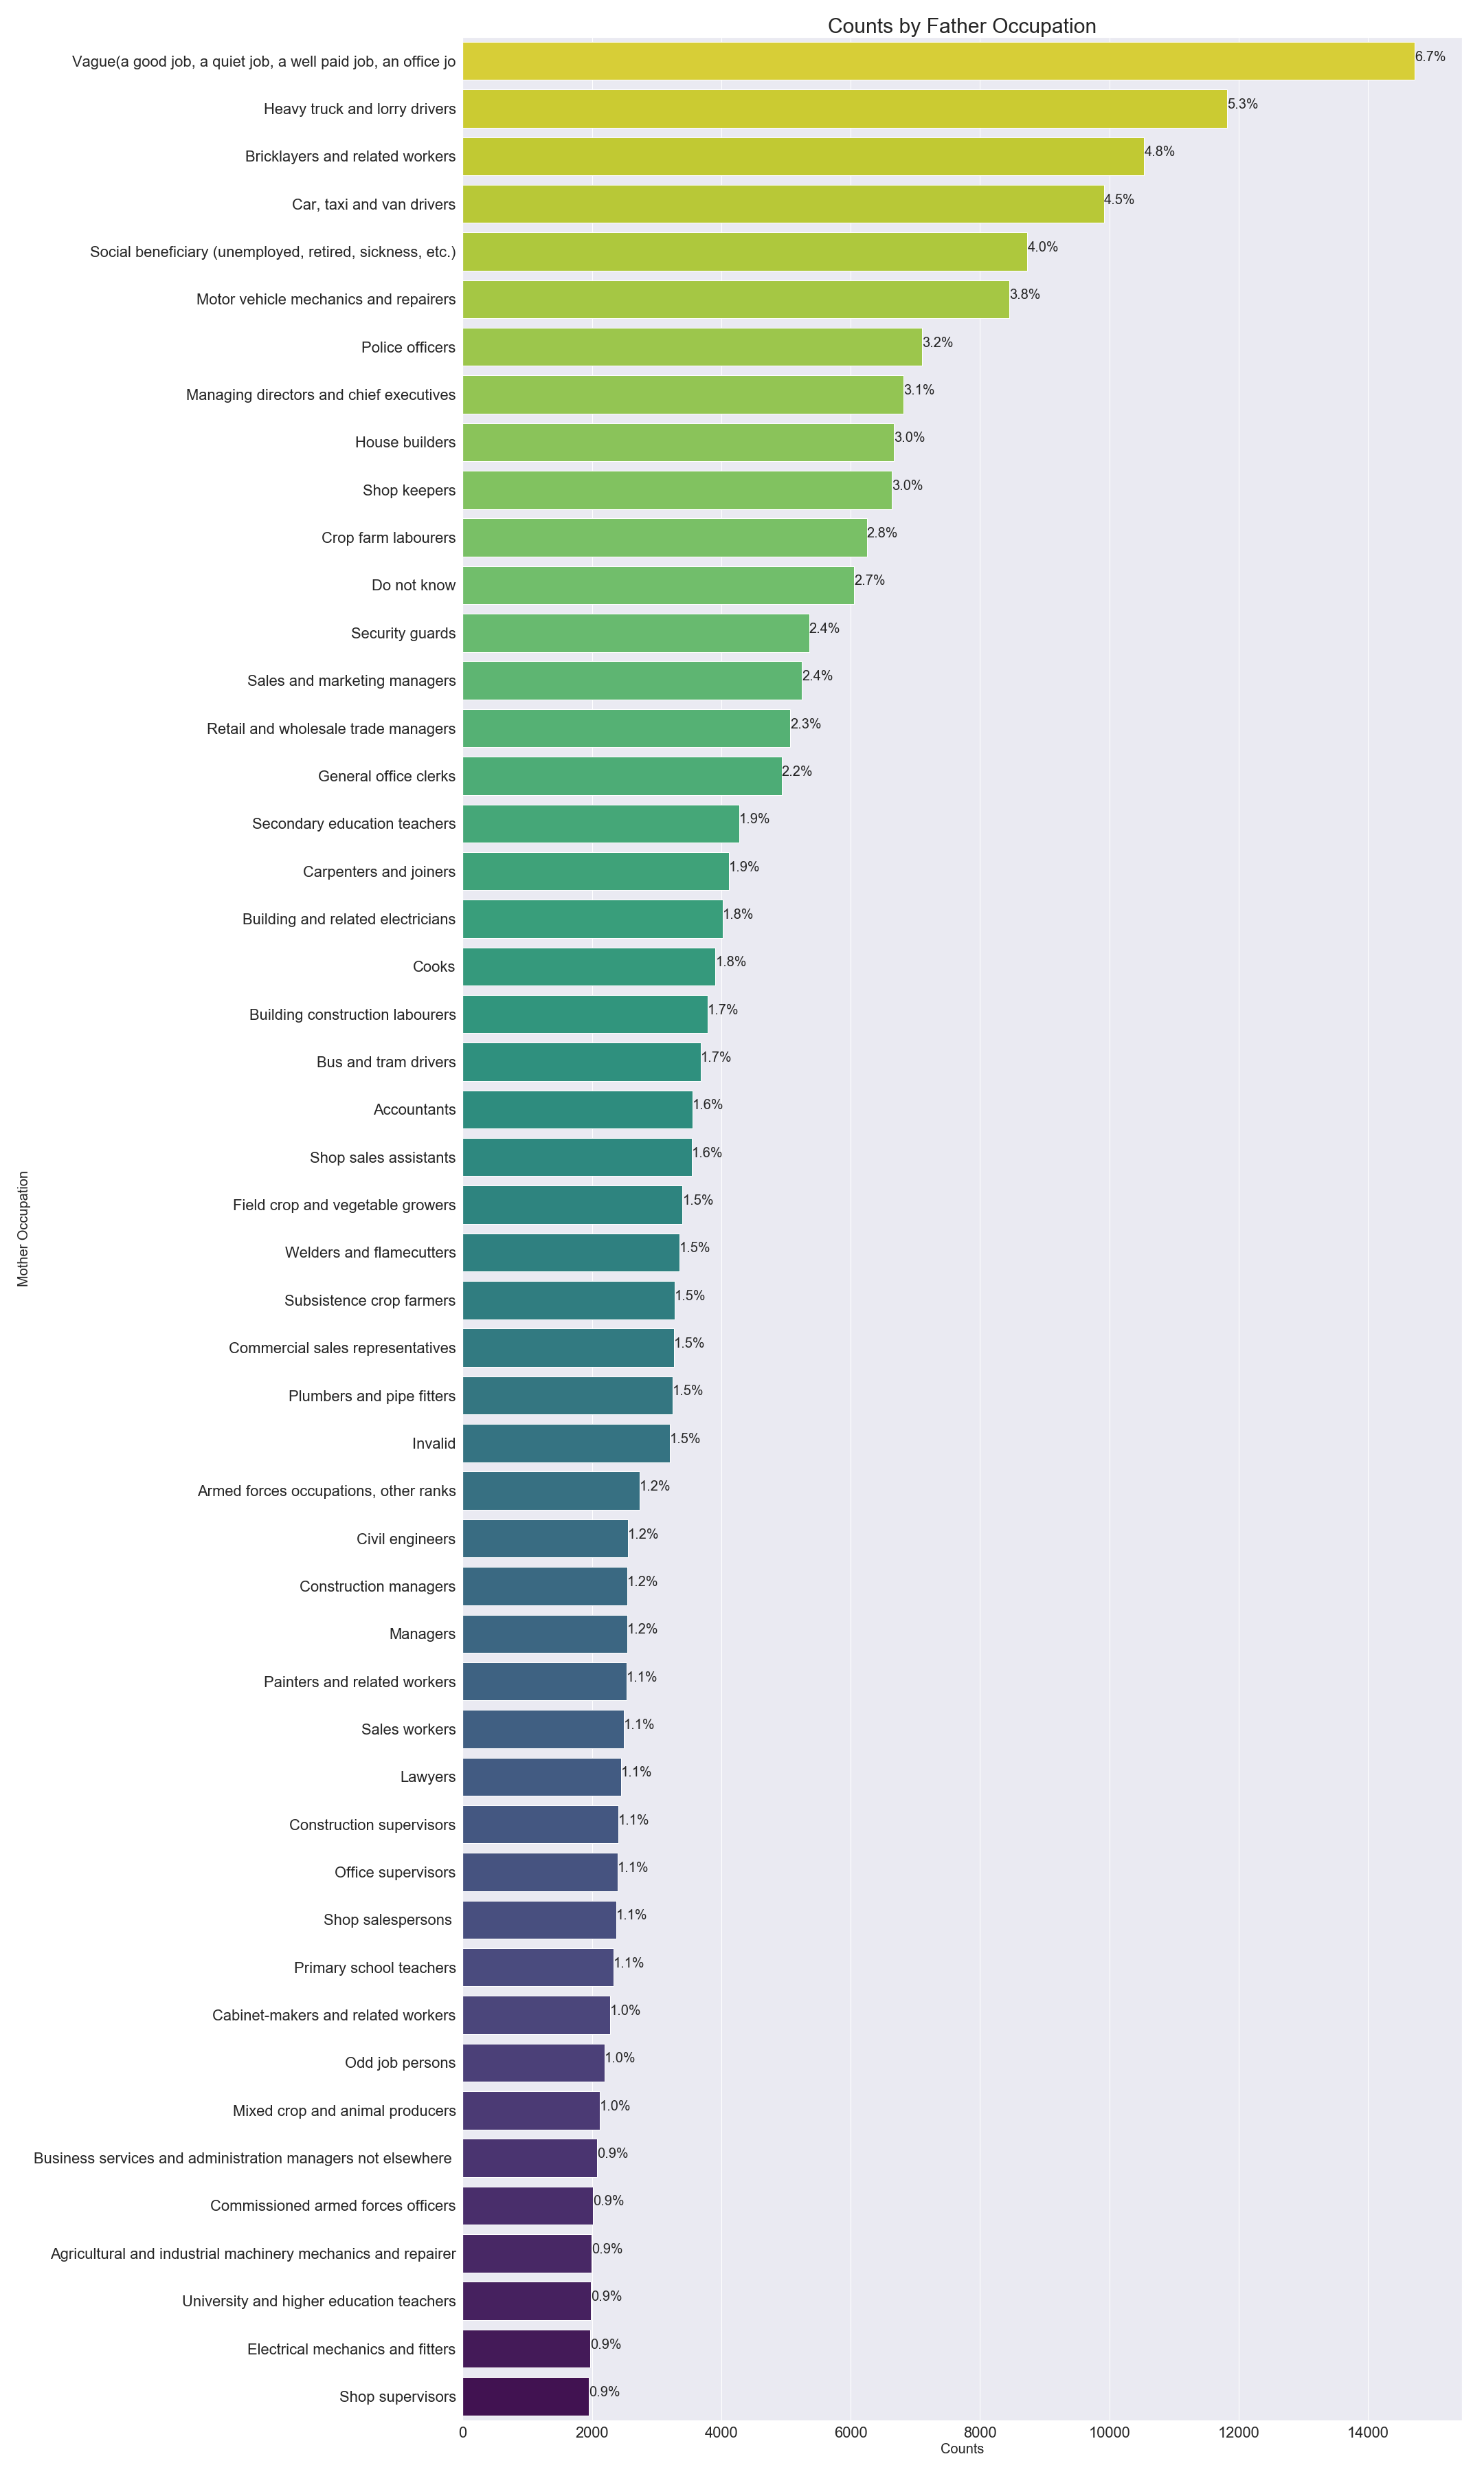 Counts by Father Occupation
Vague(a good job, a quiet job, a well paid job, an office jo 6.7%
Heavy truck and lorry drivers 5.3%
Bricklayers and related workers 4.8%
Car, taxi and van drivers 4.5%
Social beneficiary (unemployed, retired, sickness, etc.) 4.0%
Motor vehicle mechanics and repairers 3.8%
Police officers 3.2%
Managing directors and chief executives 3.1%
House builders 3.0%
Shop keepers 3.0%
Crop farm labourers 2.8%
Do not know 2.7%
Security guards 2.4%
Sales and marketing managers 2.4%
Retail and wholesale trade managers 2.3%
General office clerks 2.2%
Secondary education teachers 1.9%
Carpenters and joiners 1.9%
Building and related electricians 1.8%
Cooks 1.8%
Building construction labourers 1.7%
Bus and tram drivers 1.7%
Accountants 1.6%
Shop sales assistants 1.6%
Field crop and vegetable growers 1.5%
Welders and flamecutters 1.5%
Subsistence crop farmers 1.5%
Commercial sales representatives 1.5%
Plumbers and pipe fitters 1.5%
Invalid 1.5%
Armed forces occupations, other ranks 1.2%
Civil engineers 1.2%
Construction managers 1.2%
Managers 1.2%
Painters and related workers 1.1%
Sales workers 1.1%
Lawyers 1.1%
Construction supervisors 1.1%
Office supervisors 1.1%
Shop salespersons 1.1%
Primary school teachers 1.1%
Cabinet-makers and related workers 1.0%
Odd job persons 1.0%
Mixed crop and animal producers 1.0%
Business services and administration managers not elsewhere 0.9%
Commissioned armed forces officers 0.9%
Agricultural and industrial machinery mechanics and repairer 0.9%
University and higher education teachers 0.9%
Electrical mechanics and fitters 0.9%
Shop supervisors 0.9%
Mother Occupation
0 2000 4000 6000 8000 10000 12000 14000
Counts